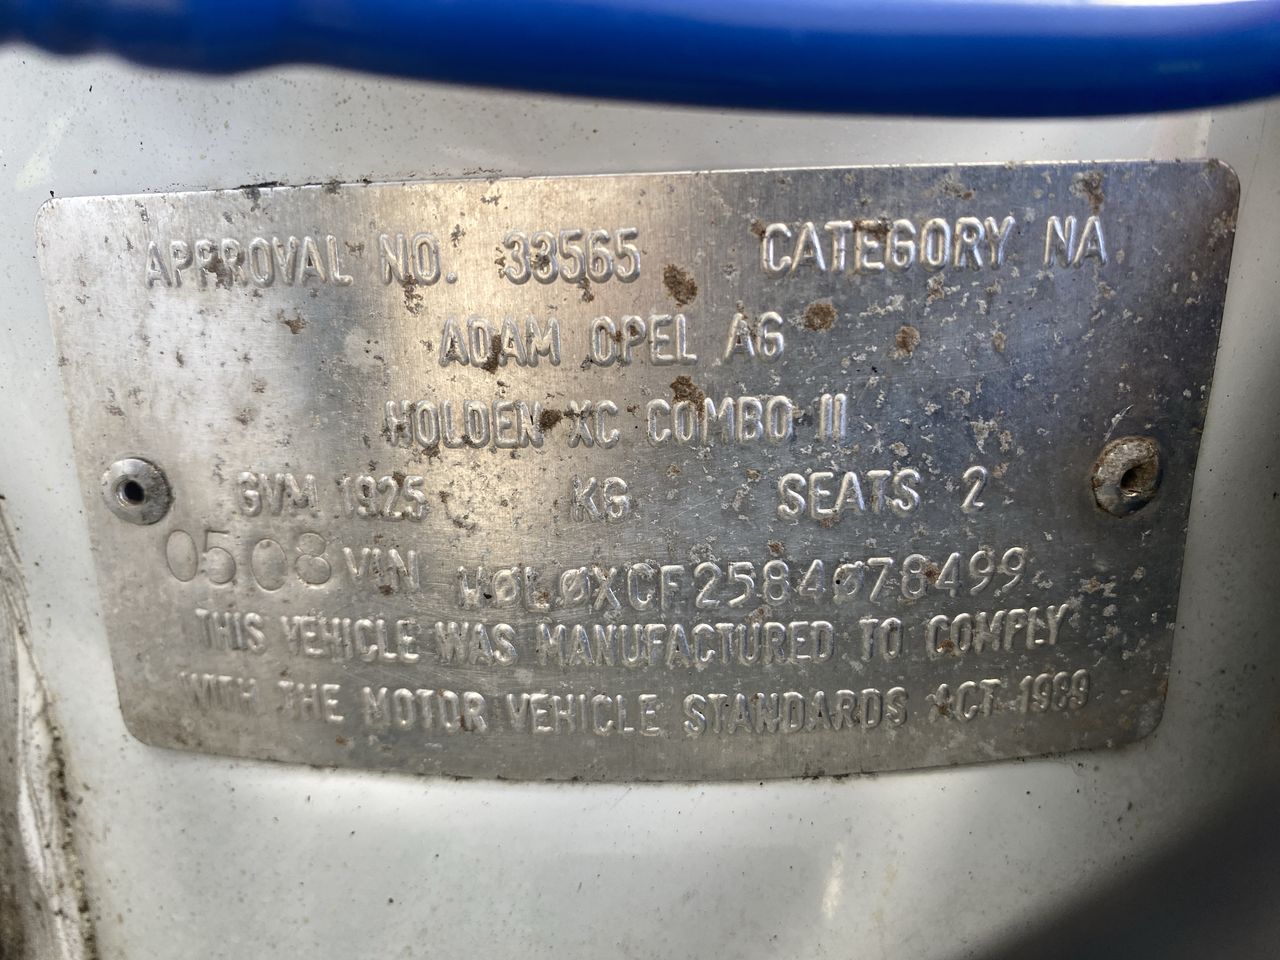 APPROVAL NO. 33565 CATEGORY NA
ADAM OPEL AG
HOLDEN XC COMBO II
GVM 1925 KG SEATS 2
0508 VIN WØLØXCF2584Ø78499
THIS VEHICLE WAS MANUFACTURED TO COMPLY
WITH THE MOTOR VEHICLE STANDARDS ACT 1989